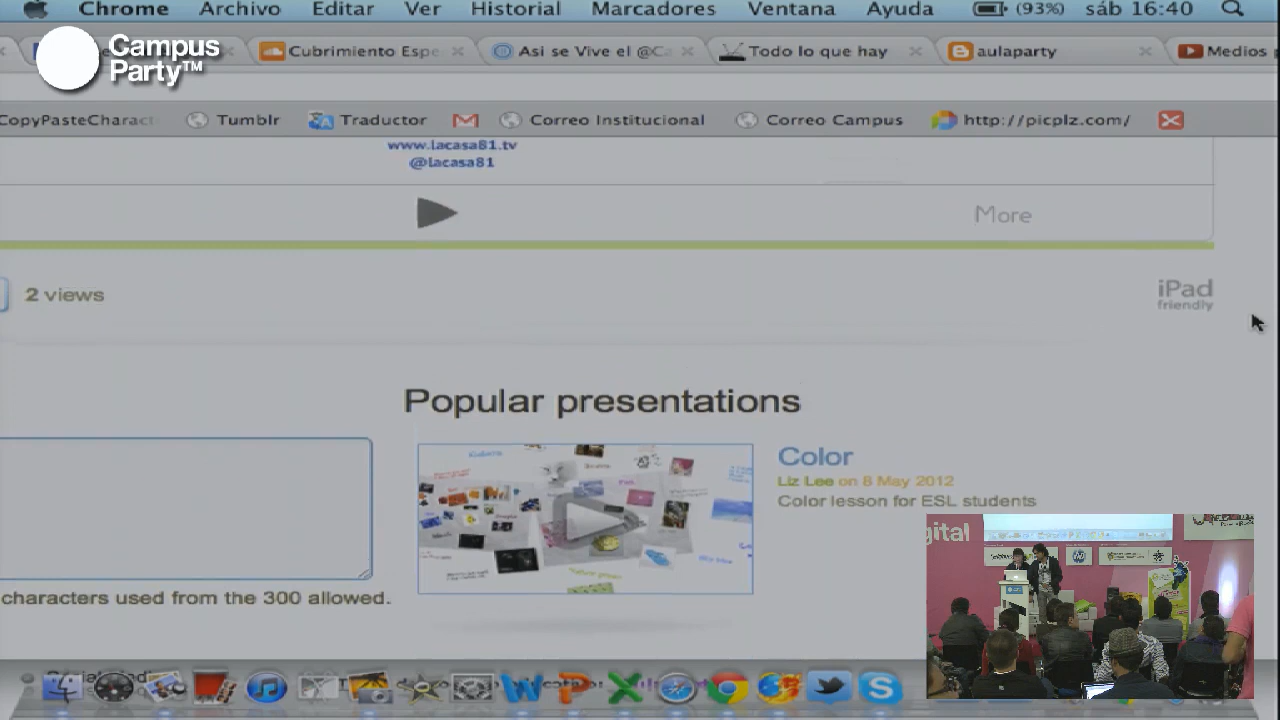 Chrome Archivo Editar Ver Historial Marcadores Ventana Ayuda (93%) sáb 16:40
Campus
Party™
Cubrimiento Espe
Asi se Vive el @Ca
Todo lo que hay
aulaparty
Medios
CopyPasteCharact
Tumblr
Traductor
Correo Institucional
Correo Campus
http://picplz.com/
www.lacasa81.tv
@lacasa81
More
2 views
iPad
friendly
Popular presentations
Color
Liz Lee on 8 May 2012
Color lesson for ESL students
characters used from the 300 allowed.
gital
hp